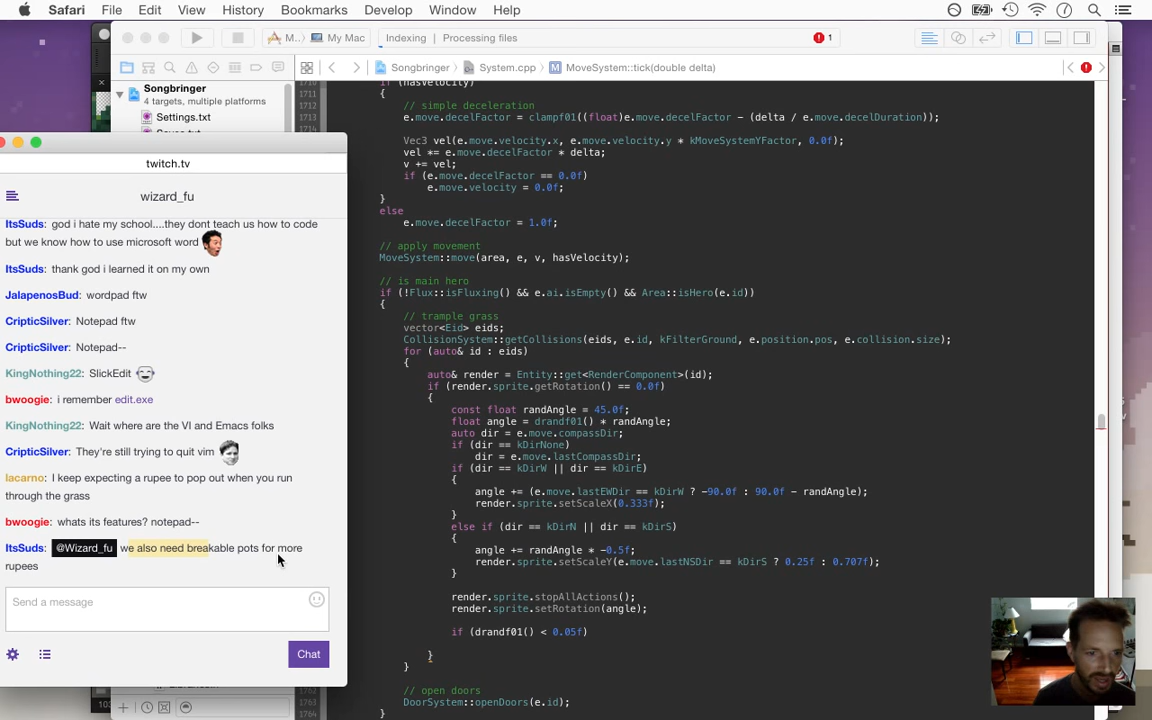 Safari File Edit View History Bookmarks Develop Window Help
M... My Mac Indexing | Processing files 1
Songbringer System.cpp MoveSystem::tick(double delta)
Songbringer
4 targets, multiple platforms
Settings.txt
twitch.tv
wizard_fu
ItsSuds: god i hate my school....they dont teach us how to code
but we know how to use microsoft word
ItsSuds: thank god i learned it on my own
JalapenosBud: wordpad ftw
CripticSilver: Notepad ftw
CripticSilver: Notepad--
KingNothing22: SlickEdit
bwoogie: i remember edit.exe
KingNothing22: Wait where are the VI and Emacs folks
CripticSilver: They're still trying to quit vim
lacarno: I keep expecting a rupee to pop out when you run
through the grass
bwoogie: whats its features? notepad--
ItsSuds: @Wizard_fu we also need breakable pots for more
rupees
Send a message
Chat
1711
1712
1713
1714
if (hasVelocity)
{
// simple deceleration
e.move.decelFactor = clampf01((float)e.move.decelFactor - (delta / e.move.decelDuration));
Vec3 vel(e.move.velocity.x, e.move.velocity.y * kMoveSystemYFactor, 0.0f);
vel *= e.move.decelFactor * delta;
v += vel;
if (e.move.decelFactor == 0.0f)
e.move.velocity = 0.0f;
}
else
e.move.decelFactor = 1.0f;
// apply movement
MoveSystem::move(area, e, v, hasVelocity);
// is main hero
if (!Flux::isFluxing() && e.ai.isEmpty() && Area::isHero(e.id))
{
// trample grass
vector<Eid> eids;
CollisionSystem::getCollisions(eids, e.id, kFilterGround, e.position.pos, e.collision.size);
for (auto& id : eids)
{
auto& render = Entity::get<RenderComponent>(id);
if (render.sprite.getRotation() == 0.0f)
{
const float randAngle = 45.0f;
float angle = drandf01() * randAngle;
auto dir = e.move.compassDir;
if (dir == kDirNone)
dir = e.move.lastCompassDir;
if (dir == kDirW || dir == kDirE)
{
angle += (e.move.lastEWDir == kDirW ? -90.0f : 90.0f - randAngle);
render.sprite.setScaleX(0.333f);
}
else if (dir == kDirN || dir == kDirS)
{
angle += randAngle * -0.5f;
render.sprite.setScaleY(e.move.lastNSDir == kDirS ? 0.25f : 0.707f);
}
render.sprite.stopAllActions();
render.sprite.setRotation(angle);
if (drandf01() < 0.05f)
}
}
// open doors
DoorSystem::openDoors(e.id);
}
1762
1763
1764